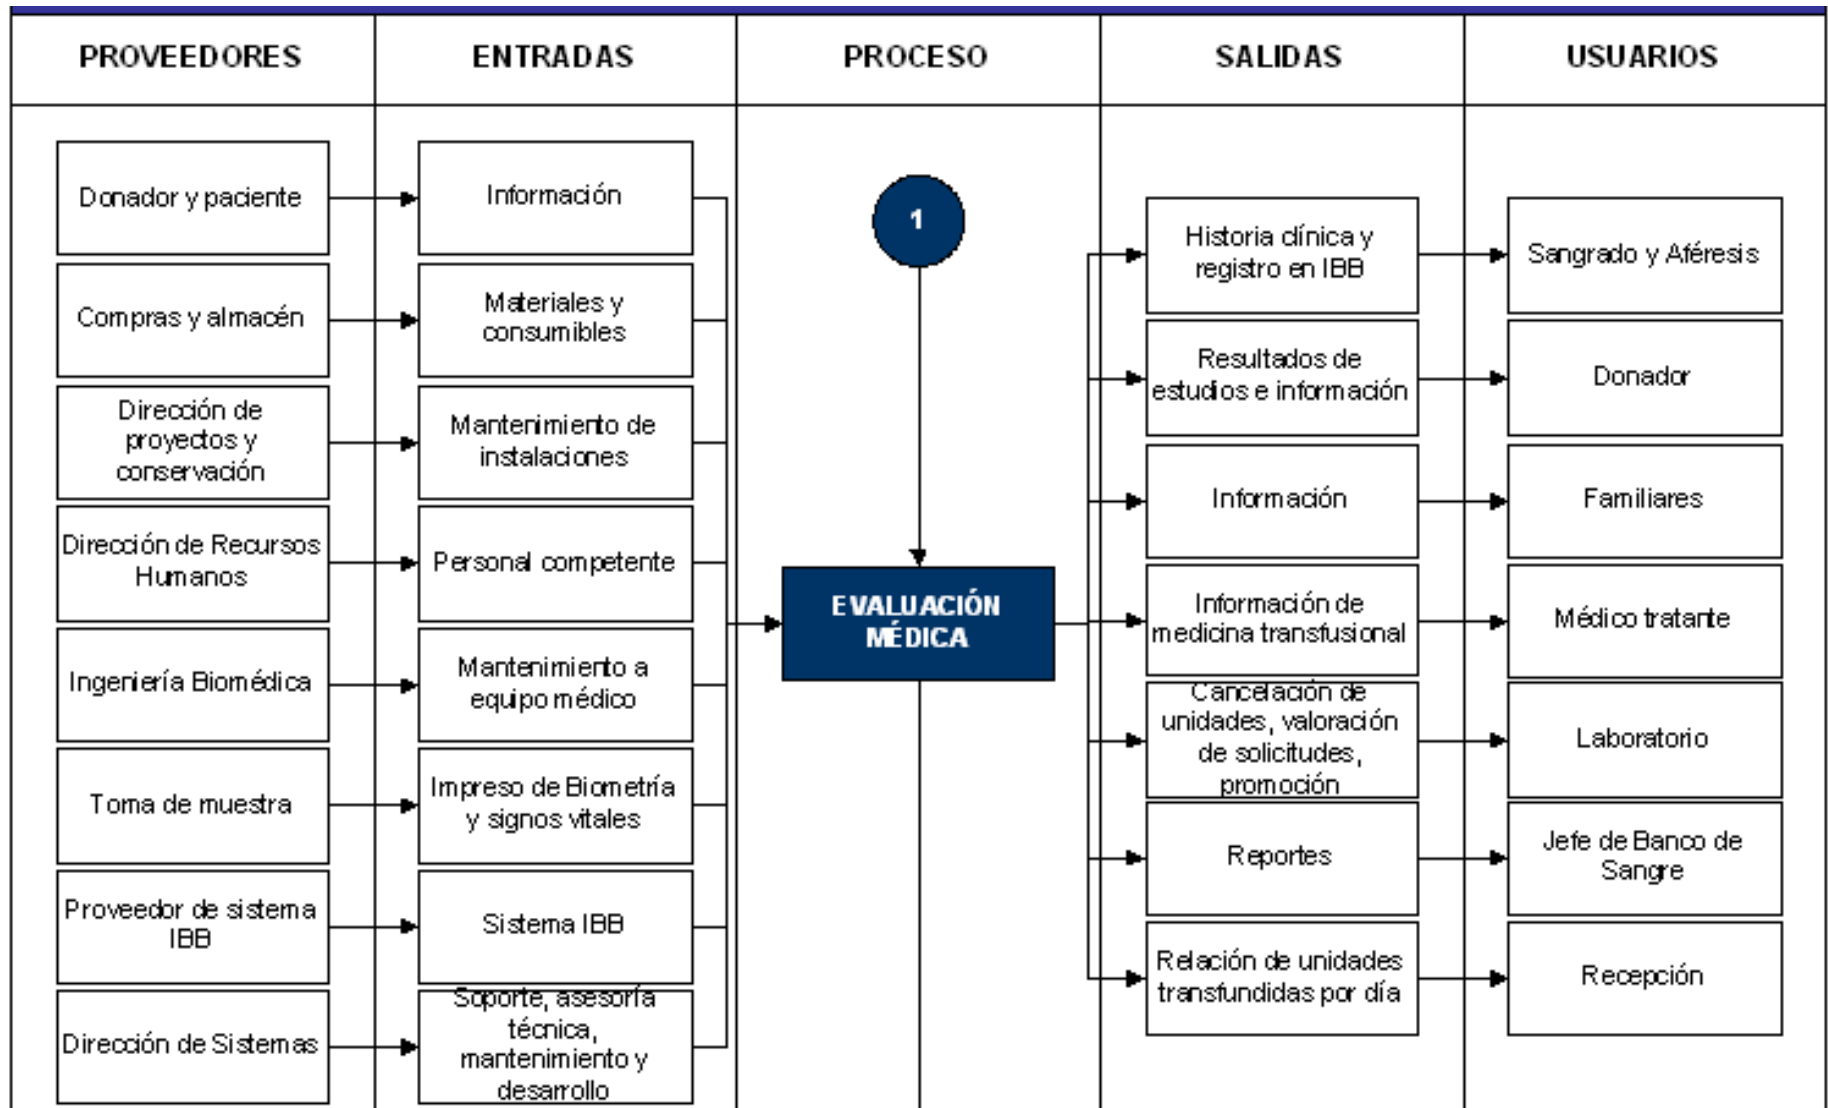 PROVEEDORES
ENTRADAS
PROCESO
SALIDAS
USUARIOS
Donador y paciente
Compras y almacén
Dirección de
proyectos y
conservación
Dirección de Recursos
Humanos
Ingeniería Biomédica
Toma de muestra
Proveedor de sistema
IBB
Dirección de Sistemas
Información
Materiales y
consumibles
Mantenimiento de
instalaciones
Personal competente
Mantenimiento a
equipo médico
Impreso de Biometría
y signos vitales
Sistema IBB
Soporte, asesoría
técnica,
mantenimiento y
desarrollo
1
EVALUACIÓN
MÉDICA
Historia clínica y
registro en IBB
Resultados de
estudios e información
Información
Información de
medicina transfusional
Cancelación de
unidades, valoración
de solicitudes,
promoción
Reportes
Relación de unidades
transfundidas por día
Sangrado y Aféresis
Donador
Familiares
Médico tratante
Laboratorio
Jefe de Banco de
Sangre
Recepción